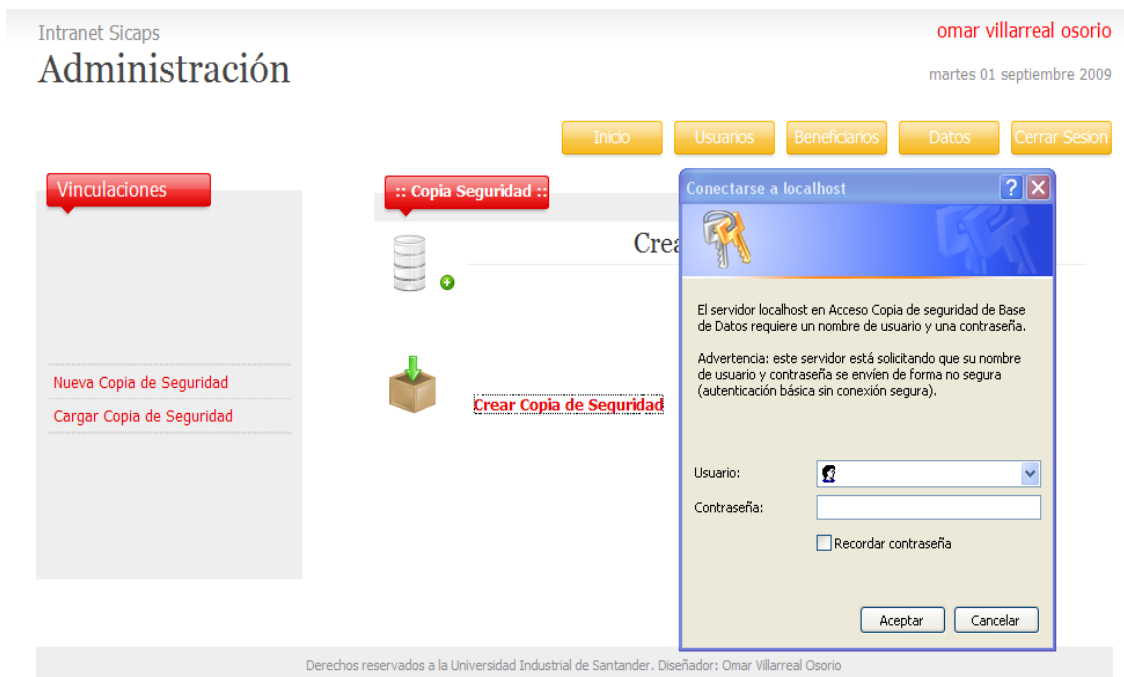 Intranet Sicaps
omar villarreal osorio
Administración
martes 01 septiembre 2009
Inicio
Usuarios
Beneficiarios
Datos
Cerrar Sesion
Vinculaciones
Nueva Copia de Seguridad
Cargar Copia de Seguridad
:: Copia Seguridad ::
Crear Copia de Seguridad
Conectarse a localhost
El servidor localhost en Acceso Copia de seguridad de Base
de Datos requiere un nombre de usuario y una contraseña.
Advertencia: este servidor está solicitando que su nombre
de usuario y contraseña se envíen de forma no segura
(autenticación básica sin conexión segura).
Usuario:
Contraseña:
Recordar contraseña
Aceptar
Cancelar
Derechos reservados a la Universidad Industrial de Santander. Diseñador: Omar Villarreal Osorio